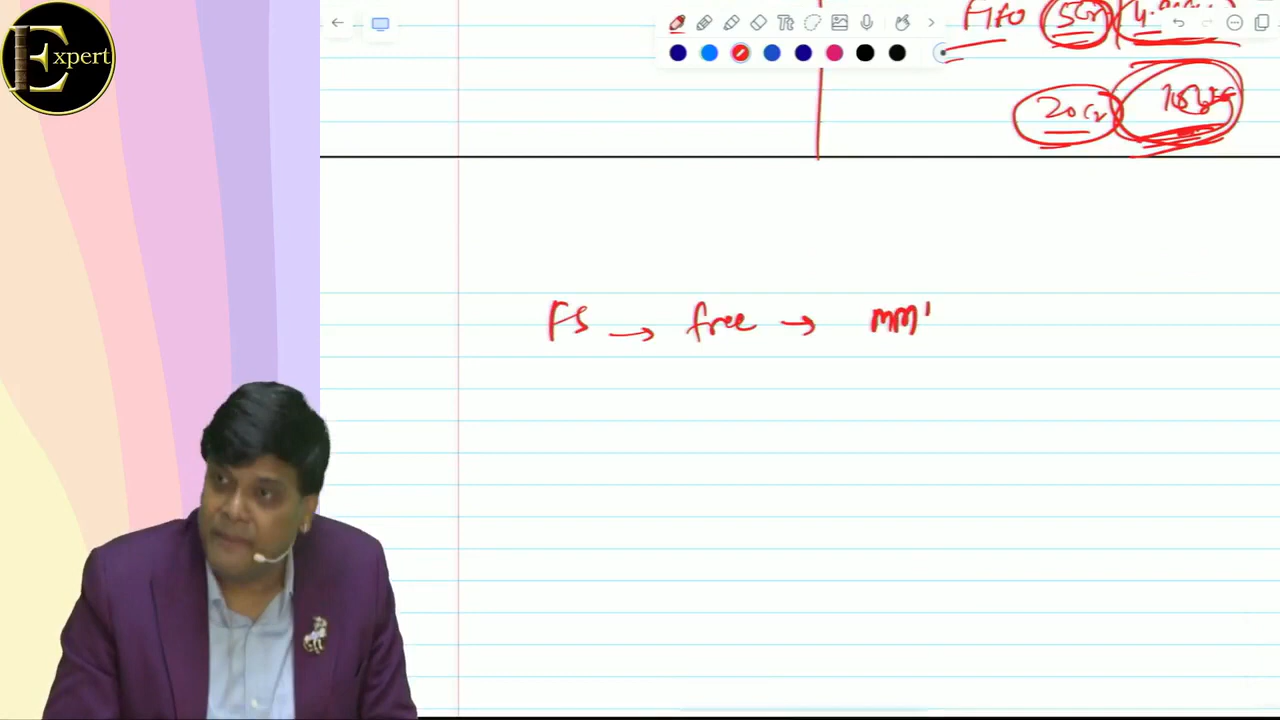 Expert
FIFO 5Cr
20Cr
FS → free → mm'